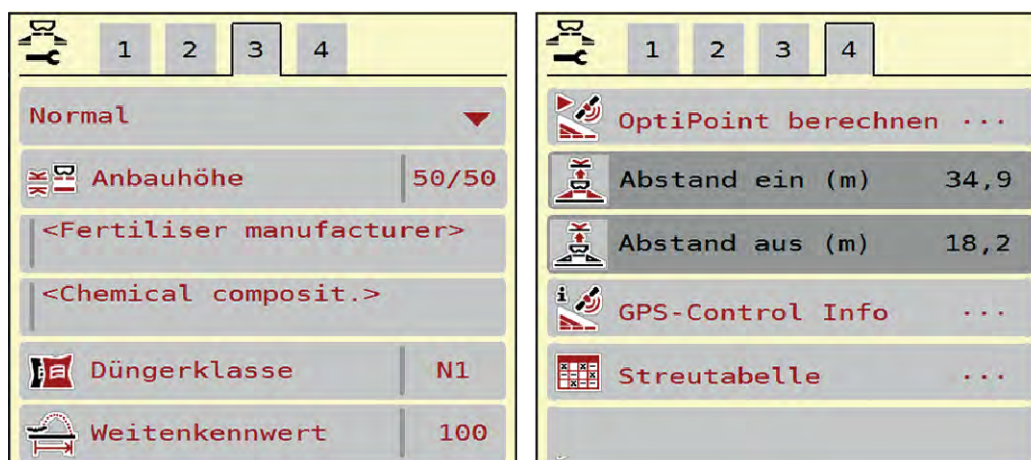 1 2 3 4
Normal
Anbauhöhe 50/50
<Fertiliser manufacturer>
<Chemical composit.>
Düngerklasse N1
Weitenkennwert 100
1 2 3 4
OptiPoint berechnen ...
Abstand ein (m) 34,9
Abstand aus (m) 18,2
i
GPS-Control Info ...
Streutabelle ...